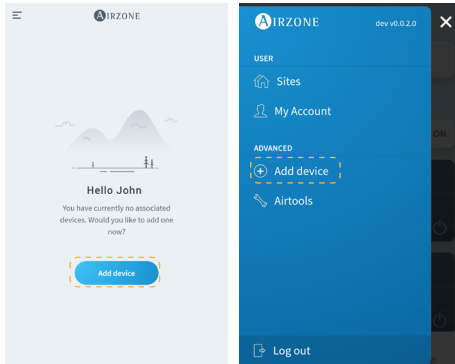 AIRZONE
Hello John
You have currently no associated
devices. Would you like to add one
now?
Add device
AIRZONE dev v0.0.2.0
USER
Sites
My Account
ADVANCED
Add device
Airtools
Log out
ON